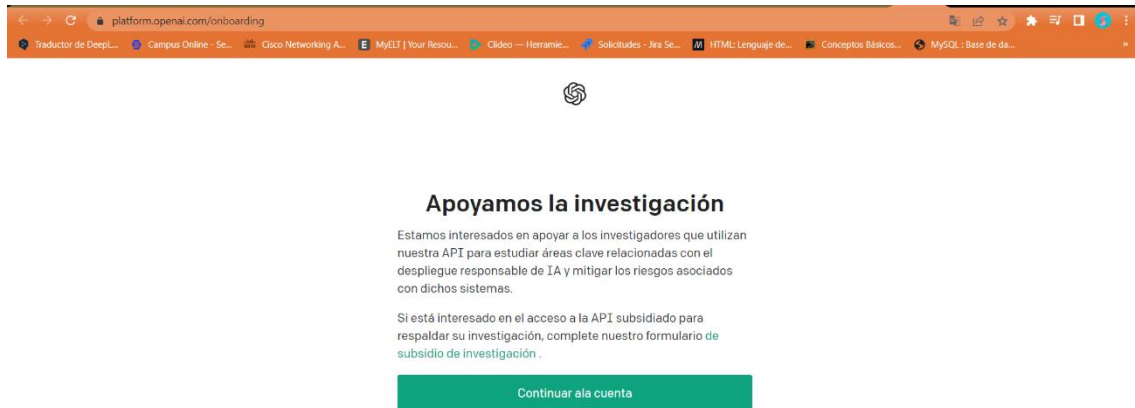 platform.openai.com/onboarding
Traductor de DeepL... Campus Online - Se... Cisco Networking A... MyELT | Your Resou... Clideo — Herramie... Solicitudes - Jira Se... HTML: Lenguaje de... Conceptos Básicos... MySQL : Base de da... »
Apoyamos la investigación
Estamos interesados en apoyar a los investigadores que utilizan
nuestra API para estudiar áreas clave relacionadas con el
despliegue responsable de IA y mitigar los riesgos asociados
con dichos sistemas.
Si está interesado en el acceso a la API subsidiado para
respaldar su investigación, complete nuestro formulario de
subsidio de investigación .
Continuar ala cuenta